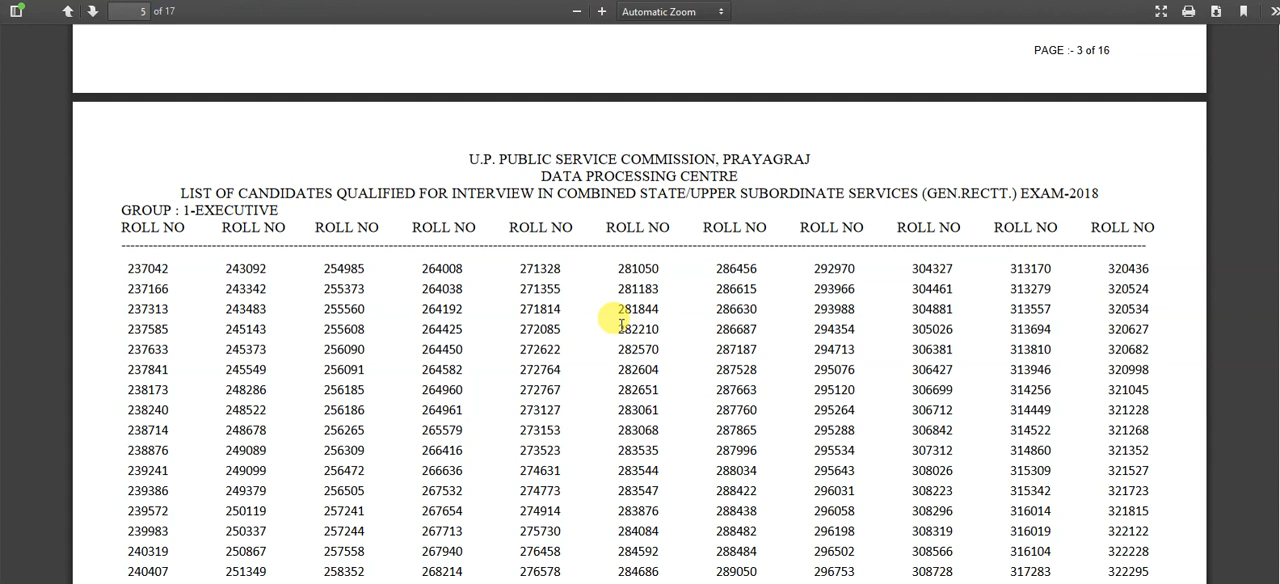 5 of 17 Automatic Zoom
PAGE :- 3 of 16
U.P. PUBLIC SERVICE COMMISSION, PRAYAGRAJ
DATA PROCESSING CENTRE
LIST OF CANDIDATES QUALIFIED FOR INTERVIEW IN COMBINED STATE/UPPER SUBORDINATE SERVICES (GEN.RECTT.) EXAM-2018
GROUP : 1-EXECUTIVE
ROLL NO ROLL NO ROLL NO ROLL NO ROLL NO ROLL NO ROLL NO ROLL NO ROLL NO ROLL NO ROLL NO
237042 243092 254985 264008 271328 281050 286456 292970 304327 313170 320436
237166 243342 255373 264038 271355 281183 286615 293966 304461 313279 320524
237313 243483 255560 264192 271814 281844 286630 293988 304881 313557 320534
237585 245143 255608 264425 272085 282210 286687 294354 305026 313694 320627
237633 245373 256090 264450 272622 282570 287187 294713 306381 313810 320682
237841 245549 256091 264582 272764 282604 287528 295076 306427 313946 320998
238173 248286 256185 264960 272767 282651 287663 295120 306699 314256 321045
238240 248522 256186 264961 273127 283061 287760 295264 306712 314449 321228
238714 248678 256265 265579 273153 283068 287865 295288 306842 314522 321268
238876 249089 256309 266416 273523 283535 287996 295534 307312 314860 321352
239241 249099 256472 266636 274631 283544 288034 295643 308026 315309 321527
239386 249379 256505 267532 274773 283547 288422 296031 308223 315342 321723
239572 250119 257241 267654 274914 283876 288438 296058 308296 316014 321815
239983 250337 257244 267713 275730 284084 288482 296198 308319 316019 322122
240319 250867 257558 267940 276458 284592 288484 296502 308566 316104 322228
240407 251349 258352 268214 276578 284686 289050 296753 308728 317283 322295